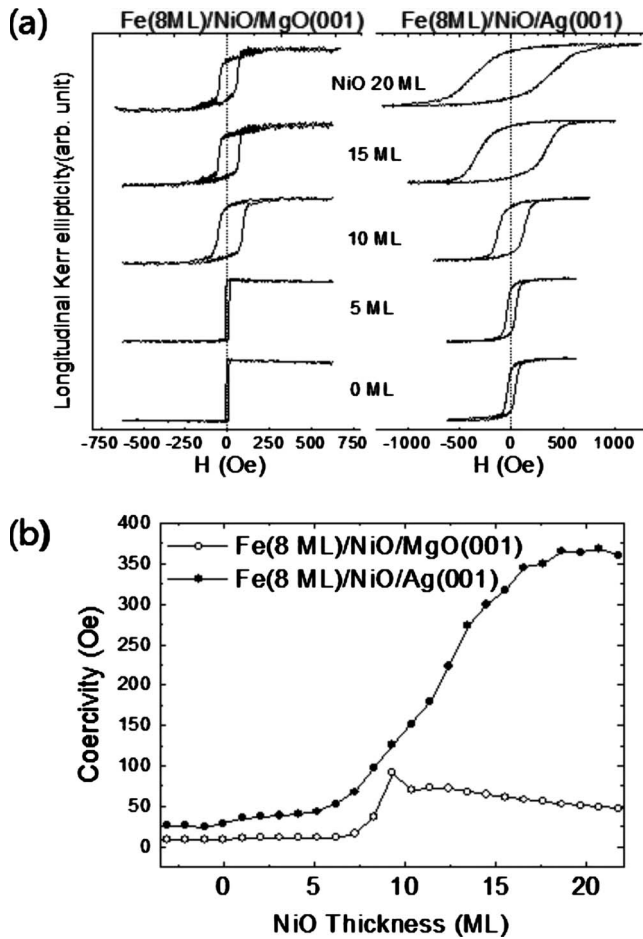 (a)
Fe(8ML)/NiO/MgO(001) Fe(8ML)/NiO/Ag(001)
Longitudinal Kerr ellipticity(arb. unit)
NiO 20 ML
15 ML
10 ML
5 ML
0 ML
-750 -500 -250 0 250 500 750 -1000 -500 0 500 1000
H (Oe) H (Oe)
(b)
Coercivity (Oe)
400
350
300
250
200
150
100
50
0
Fe(8 ML)/NiO/MgO(001)
Fe(8 ML)/NiO/Ag(001)
0 5 10 15 20
NiO Thickness (ML)